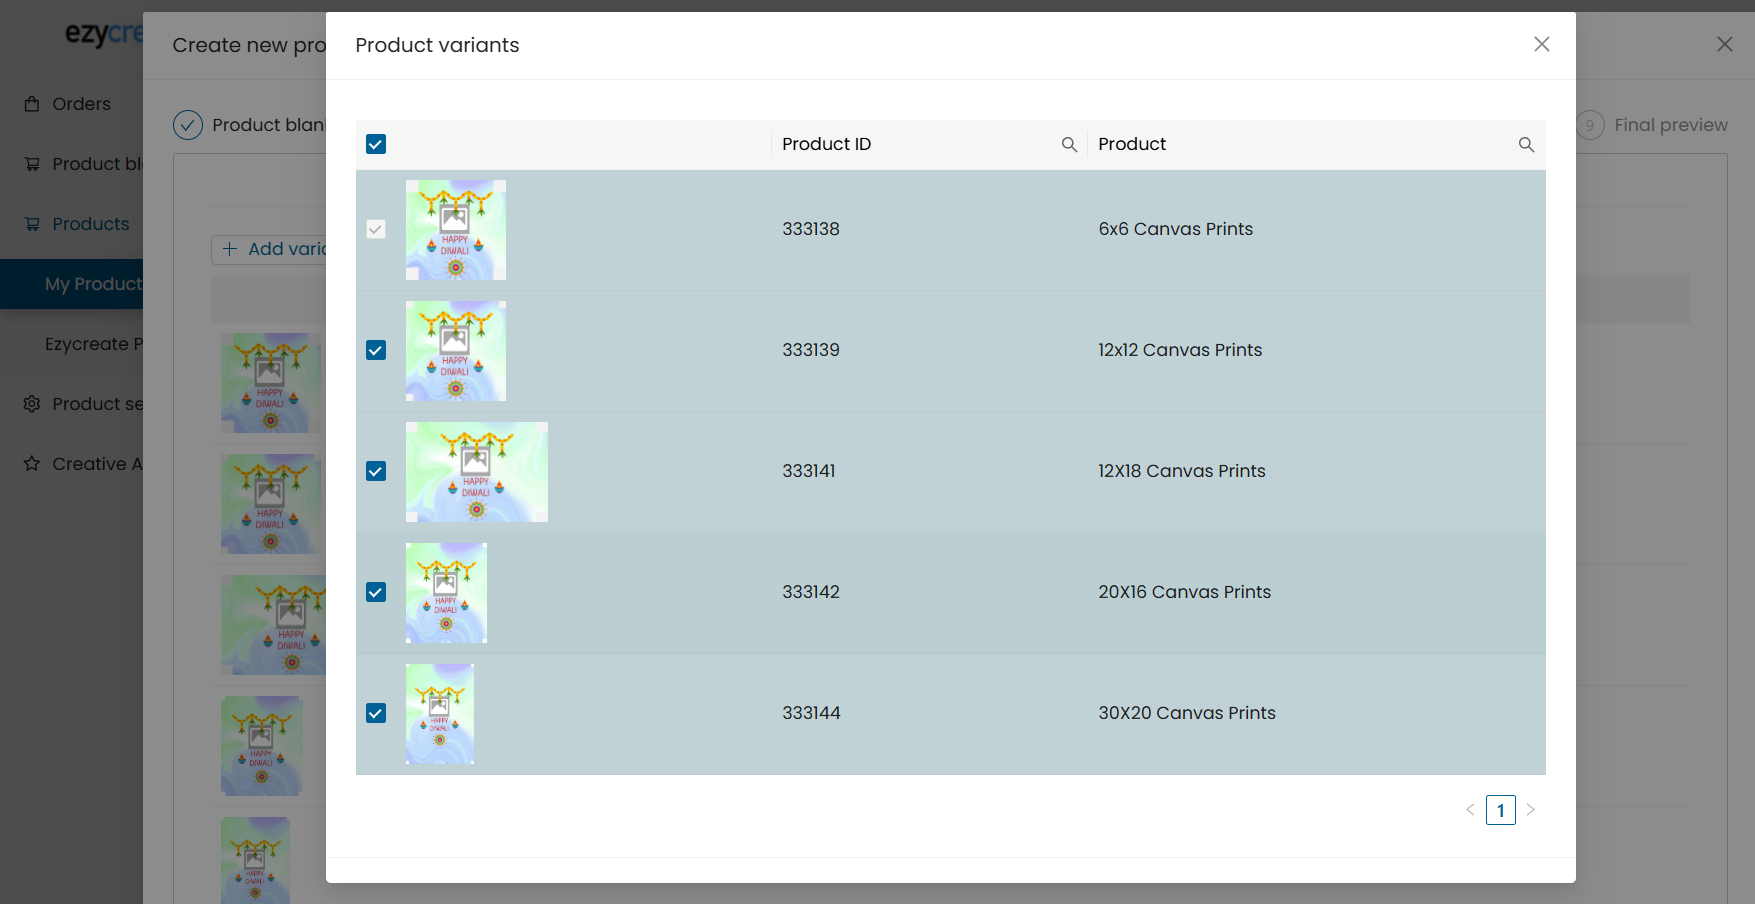 ezycre
Create new pro
Product variants
Orders
Product blan
9 Final preview
Product ID
Product
Product bl
Products
Add varia
My Product
Ezycreate P
Product se
Creative A
HAPPY
DIWALI
333138
6x6 Canvas Prints
HAPPY
DIWALI
333139
12x12 Canvas Prints
HAPPY
DIWALI
333141
12X18 Canvas Prints
HAPPY
DIWALI
333142
20X16 Canvas Prints
HAPPY
DIWALI
333144
30X20 Canvas Prints
HAPPY
DIWALI
HAPPY
DIWALI
HAPPY
DIWALI
HAPPY
DIWALI
HAPPY
DIWALI
1